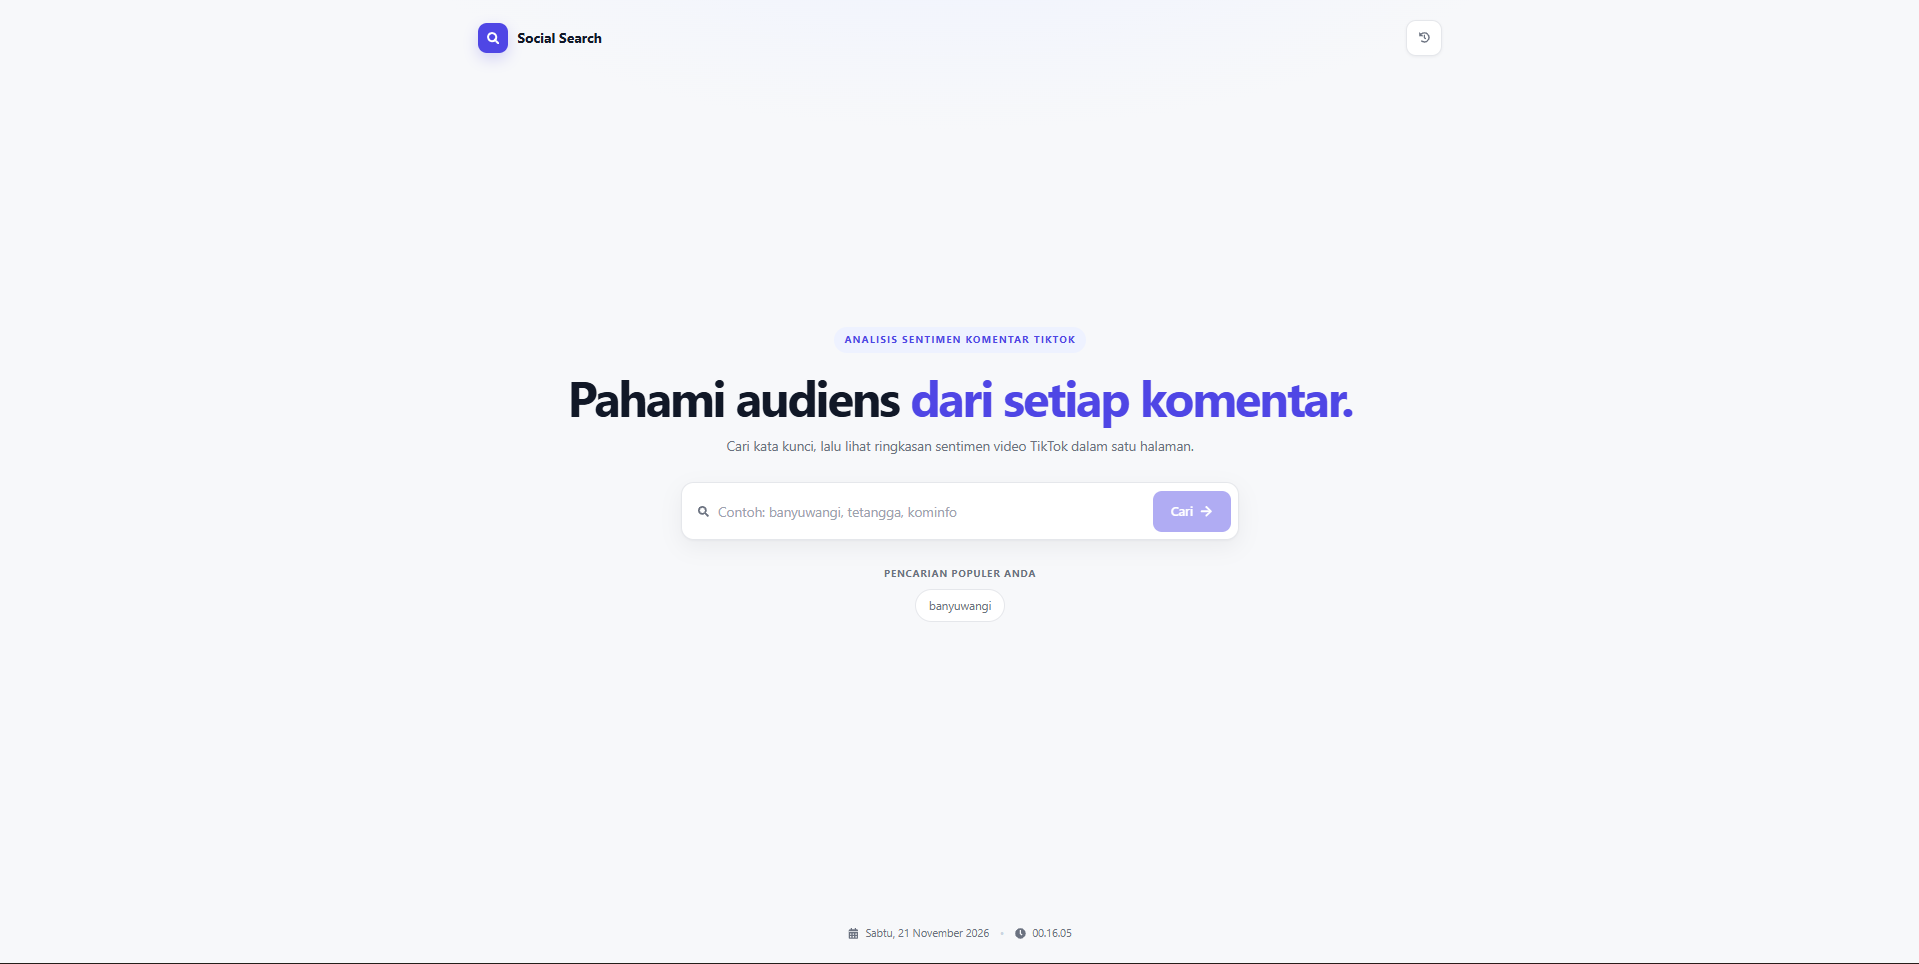 Social Search
ANALISIS SENTIMEN KOMENTAR TIKTOK
Pahami audiens dari setiap komentar.
Cari kata kunci, lalu lihat ringkasan sentimen video TikTok dalam satu halaman.
Contoh: banyuwangi, tetangga, kominfo
Cari
PENCARIAN POPULER ANDA
banyuwangi
Sabtu, 21 November 2026 • 00.16.05